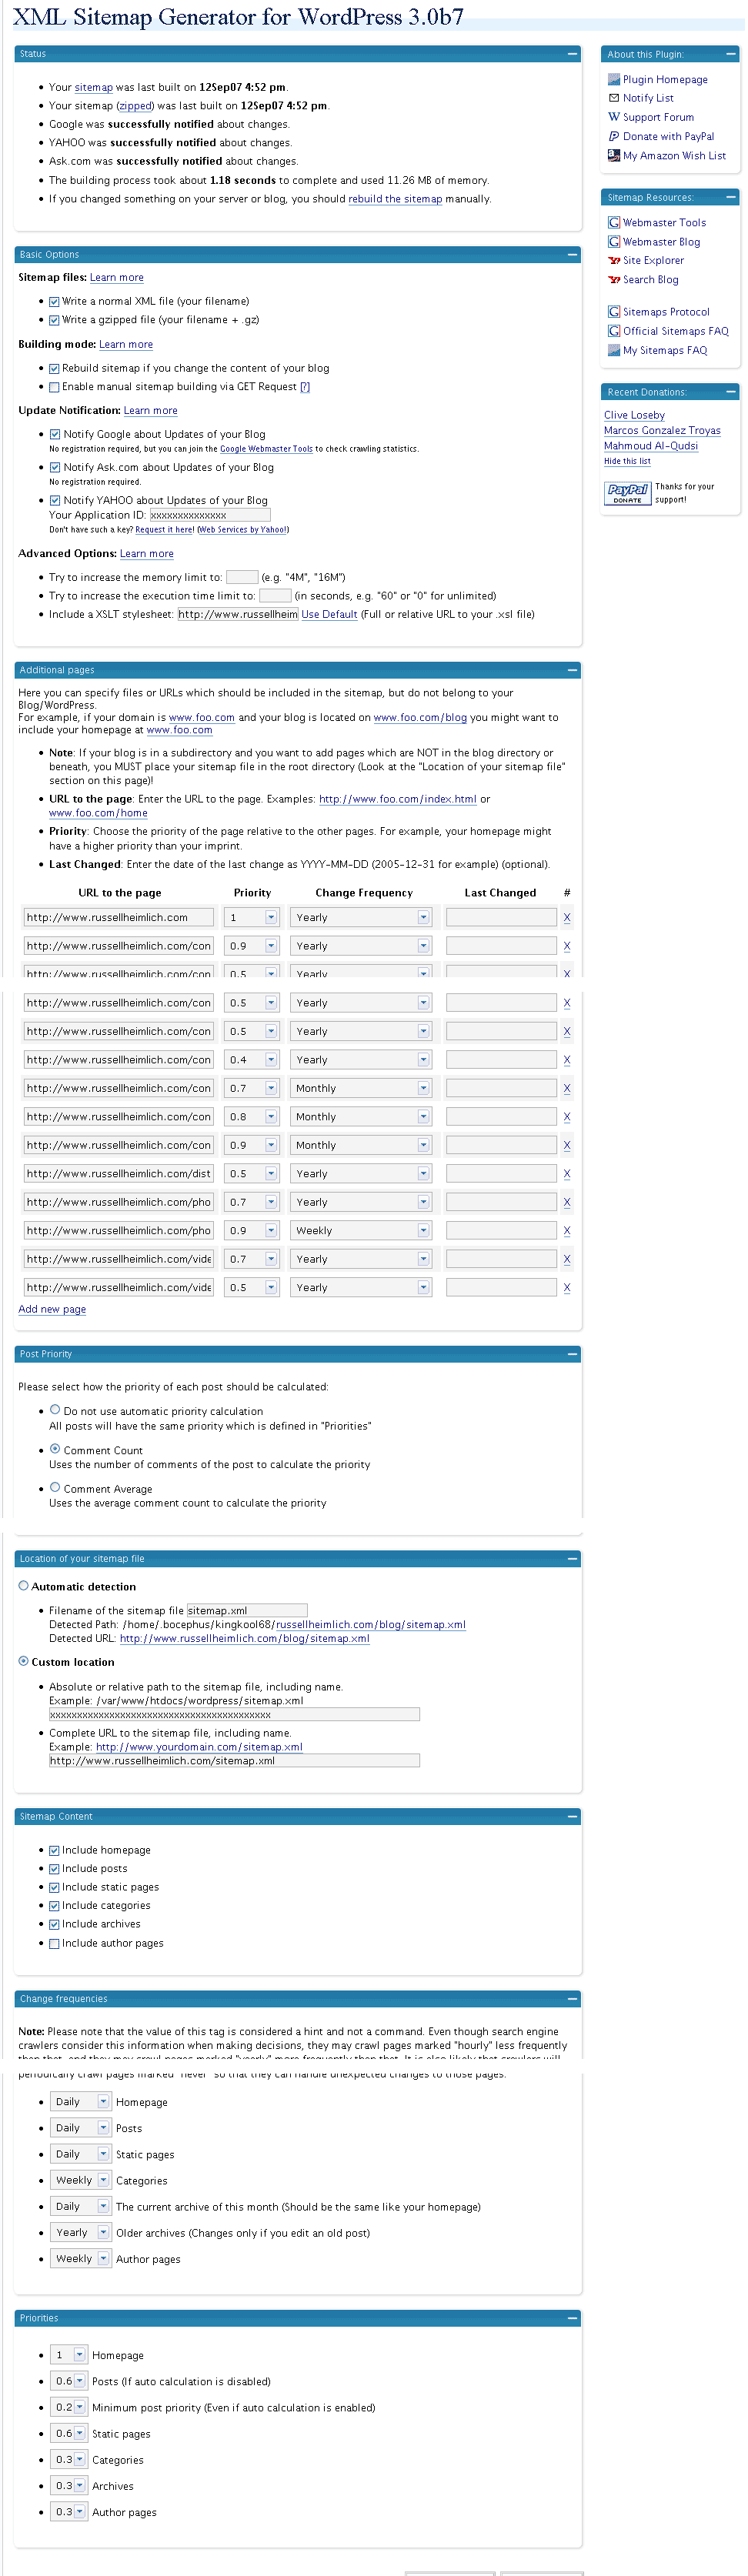 XML Sitemap Generator for WordPress 3.0b7
Status
Your sitemap was last built on 12Sep07 4:52 pm.
Your sitemap (zipped) was last built on 12Sep07 4:52 pm.
Google was successfully notified about changes.
YAHOO was successfully notified about changes.
Ask.com was successfully notified about changes.
The building process took about 1.18 seconds to complete and used 11.26 MB of memory.
If you changed something on your server or blog, you should rebuild the sitemap manually.
About this Plugin:
Plugin Homepage
Notify List
Support Forum
Donate with PayPal
My Amazon Wish List
Sitemap Resources:
Webmaster Tools
Webmaster Blog
Site Explorer
Search Blog
Sitemaps Protocol
Official Sitemaps FAQ
My Sitemaps FAQ
Recent Donations:
Clive Loseby
Marcos Gonzalez Troyas
Mahmoud Al-Qudsi
Hide this list
PayPal
DONATE
Thanks for your
support!
Basic Options
Sitemap files: Learn more
Write a normal XML file (your filename)
Write a gzipped file (your filename + .gz)
Building mode: Learn more
Rebuild sitemap if you change the content of your blog
Enable manual sitemap building via GET Request [?]
Update Notification: Learn more
Notify Google about Updates of your Blog
No registration required, but you can join the Google Webmaster Tools to check crawling statistics.
Notify Ask.com about Updates of your Blog
No registration required.
Notify YAHOO about Updates of your Blog
Your Application ID: xxxxxxxxxxxxxx
Don't have such a key? Request it here! (Web Services by Yahoo!)
Advanced Options: Learn more
Try to increase the memory limit to: (e.g. "4M", "16M")
Try to increase the execution time limit to: (in seconds, e.g. "60" or "0" for unlimited)
Include a XSLT stylesheet: http://www.russellheim Use Default (Full or relative URL to your .xsl file)
Additional pages
Here you can specify files or URLs which should be included in the sitemap, but do not belong to your
Blog/WordPress.
For example, if your domain is www.foo.com and your blog is located on www.foo.com/blog you might want to
include your homepage at www.foo.com
Note: If your blog is in a subdirectory and you want to add pages which are NOT in the blog directory or
beneath, you MUST place your sitemap file in the root directory (Look at the "Location of your sitemap file"
section on this page)!
URL to the page: Enter the URL to the page. Examples: http://www.foo.com/index.html or
www.foo.com/home
Priority: Choose the priority of the page relative to the other pages. For example, your homepage might
have a higher priority than your imprint.
Last Changed: Enter the date of the last change as YYYY-MM-DD (2005-12-31 for example) (optional).
URL to the page Priority Change Frequency Last Changed #
http://www.russellheimlich.com 1 Yearly X
http://www.russellheimlich.com/con 0.9 Yearly X
http://www.russellheimlich.com/con 0.5 Yearly X
http://www.russellheimlich.com/con 0.5 Yearly X
http://www.russellheimlich.com/con 0.5 Yearly X
http://www.russellheimlich.com/con 0.4 Yearly X
http://www.russellheimlich.com/con 0.7 Monthly X
http://www.russellheimlich.com/con 0.8 Monthly X
http://www.russellheimlich.com/con 0.9 Monthly X
http://www.russellheimlich.com/dist 0.5 Yearly X
http://www.russellheimlich.com/pho 0.7 Yearly X
http://www.russellheimlich.com/pho 0.9 Weekly X
http://www.russellheimlich.com/vide 0.7 Yearly X
http://www.russellheimlich.com/vide 0.5 Yearly X
Add new page
Post Priority
Please select how the priority of each post should be calculated:
Do not use automatic priority calculation
All posts will have the same priority which is defined in "Priorities"
Comment Count
Uses the number of comments of the post to calculate the priority
Comment Average
Uses the average comment count to calculate the priority
Location of your sitemap file
Automatic detection
Filename of the sitemap file sitemap.xml
Detected Path: /home/.bocephus/kingkool68/russellheimlich.com/blog/sitemap.xml
Detected URL: http://www.russellheimlich.com/blog/sitemap.xml
Custom location
Absolute or relative path to the sitemap file, including name.
Example: /var/www/htdocs/wordpress/sitemap.xml
xxxxxxxxxxxxxxxxxxxxxxxxxxxxxxxxxxxxxxxxx
Complete URL to the sitemap file, including name.
Example: http://www.yourdomain.com/sitemap.xml
http://www.russellheimlich.com/sitemap.xml
Sitemap Content
Include homepage
Include posts
Include static pages
Include categories
Include archives
Include author pages
Change frequencies
Note: Please note that the value of this tag is considered a hint and not a command. Even though search engine
crawlers consider this information when making decisions, they may crawl pages marked "hourly" less frequently
than that, and they may crawl pages marked "yearly" more frequently than that. It is also likely that crawlers will
periodically crawl pages marked "never" so that they can handle unexpected changes to those pages.
Daily Homepage
Daily Posts
Daily Static pages
Weekly Categories
Daily The current archive of this month (Should be the same like your homepage)
Yearly Older archives (Changes only if you edit an old post)
Weekly Author pages
Priorities
1 Homepage
0.6 Posts (If auto calculation is disabled)
0.2 Minimum post priority (Even if auto calculation is enabled)
0.6 Static pages
0.3 Categories
0.3 Archives
0.3 Author pages